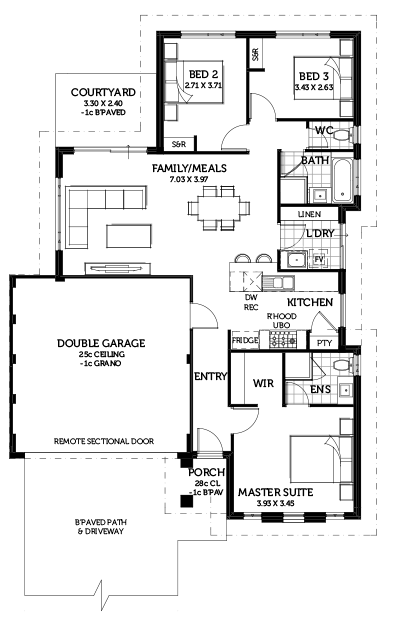 S&R
BED 2
2.71 X 3.71
BED 3
3.43 X 2.63
COURTYARD
3.30 X 2.40
-1c B'PAVED
WC
S&R
BATH
FAMILY/MEALS
7.03 X 3.97
LINEN
L'DRY
FV
DW
REC
KITCHEN
R'HOOD
UBO
FRIDGE
PTY
DOUBLE GARAGE
25c CEILING
-1c GRANO
ENTRY
WIR
ENS
REMOTE SECTIONAL DOOR
PORCH
28c CL
-1c B'PAV
MASTER SUITE
3.93 X 3.45
B'PAVED PATH
& DRIVEWAY